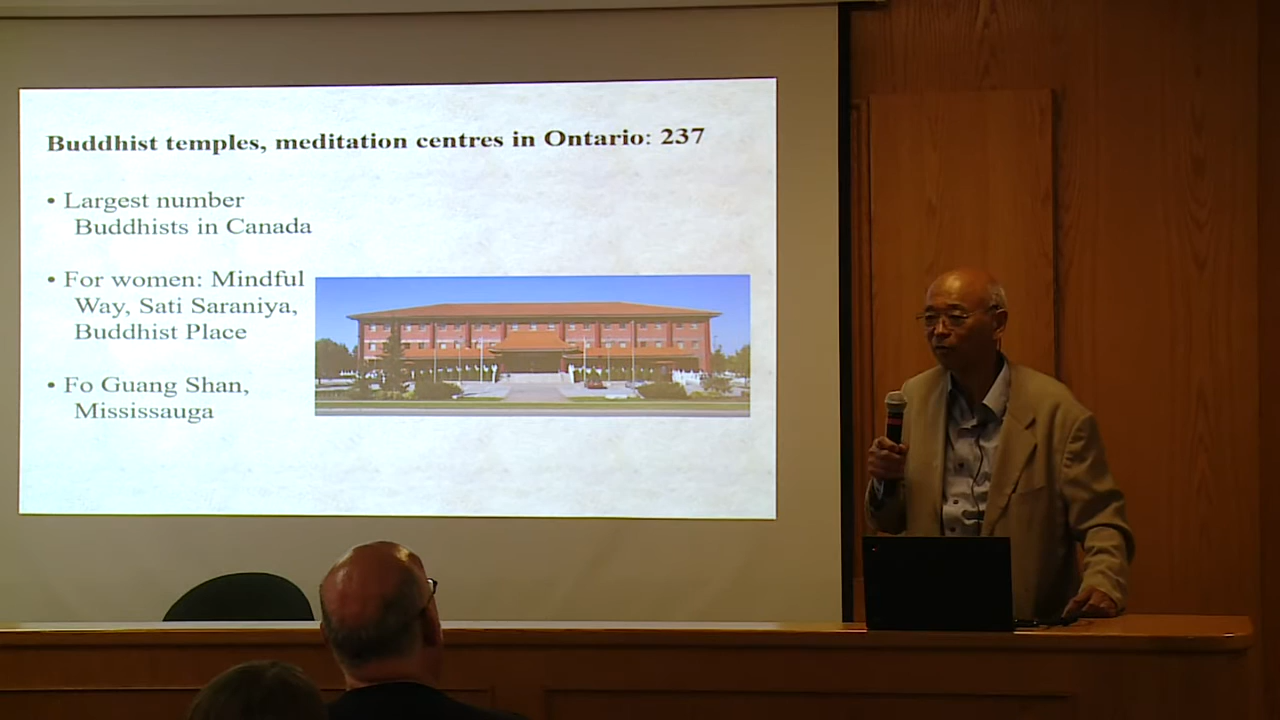 Buddhist temples, meditation centres in Ontario: 237
• Largest number
Buddhists in Canada
• For women: Mindful
Way, Sati Saraniya,
Buddhist Place
• Fo Guang Shan,
Mississauga